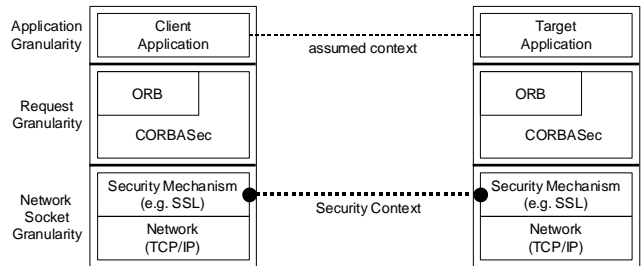 Application
Granularity
Client
Application
assumed context
Target
Application
Request
Granularity
ORB
CORBASec
ORB
CORBASec
Network
Socket
Granularity
Security Mechanism
(e.g. SSL)
Network
(TCP/IP)
Security Context
Security Mechanism
(e.g. SSL)
Network
(TCP/IP)